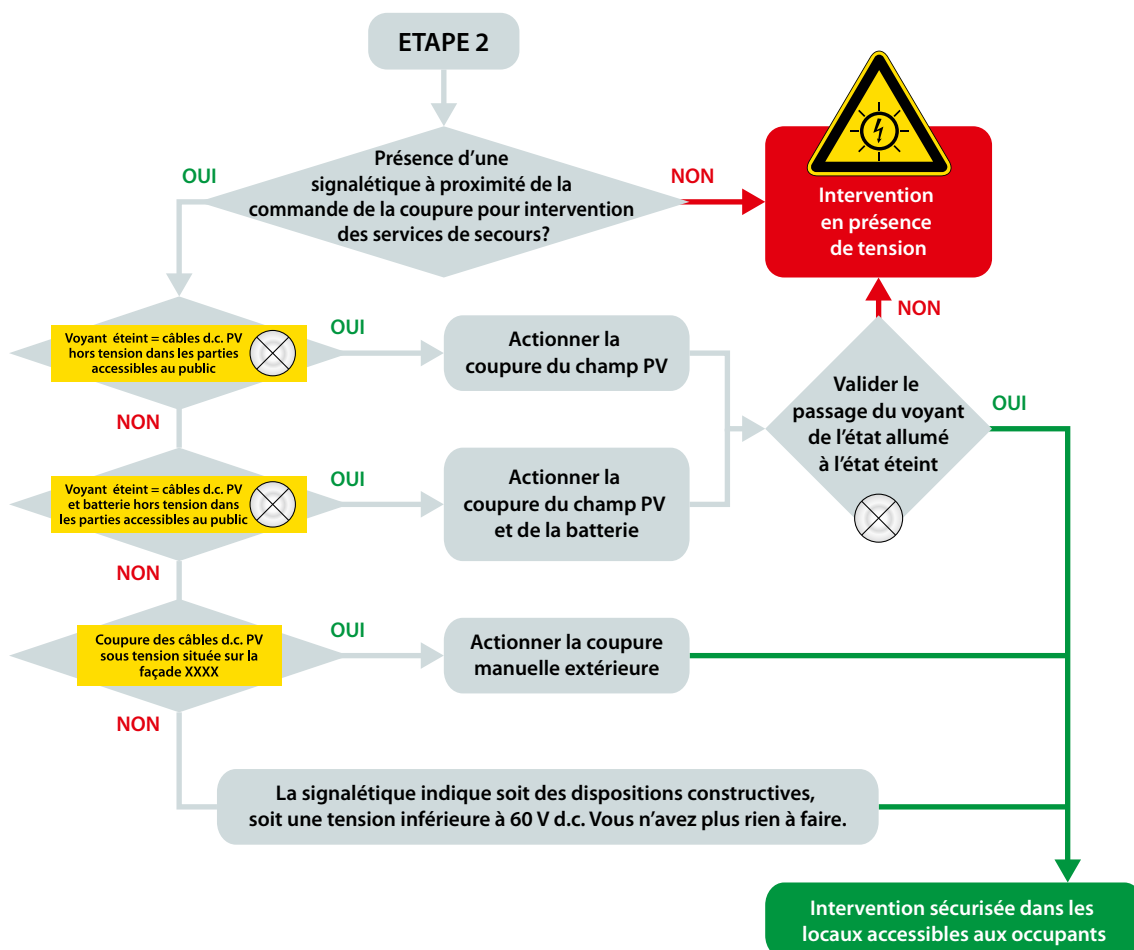 ETAPE 2
Présence d'une
signalétique à proximité de la
commande de la coupure pour intervention
des services de secours?
OUI
NON
Intervention
en présence
de tension
Voyant éteint = câbles d.c. PV
hors tension dans les parties
accessibles au public
OUI
Actionner la
coupure du champ PV
NON
Valider le
passage du voyant
de l'état allumé
à l'état éteint
OUI
NON
Voyant éteint = câbles d.c. PV
et batterie hors tension dans
les parties accessibles au public
OUI
Actionner la
coupure du champ PV
et de la batterie
NON
Coupure des câbles d.c. PV
sous tension située sur la
façade XXXX
OUI
Actionner la coupure
manuelle extérieure
NON
La signalétique indique soit des dispositions constructives,
soit une tension inférieure à 60 V d.c. Vous n'avez plus rien à faire.
Intervention sécurisée dans les
locaux accessibles aux occupants